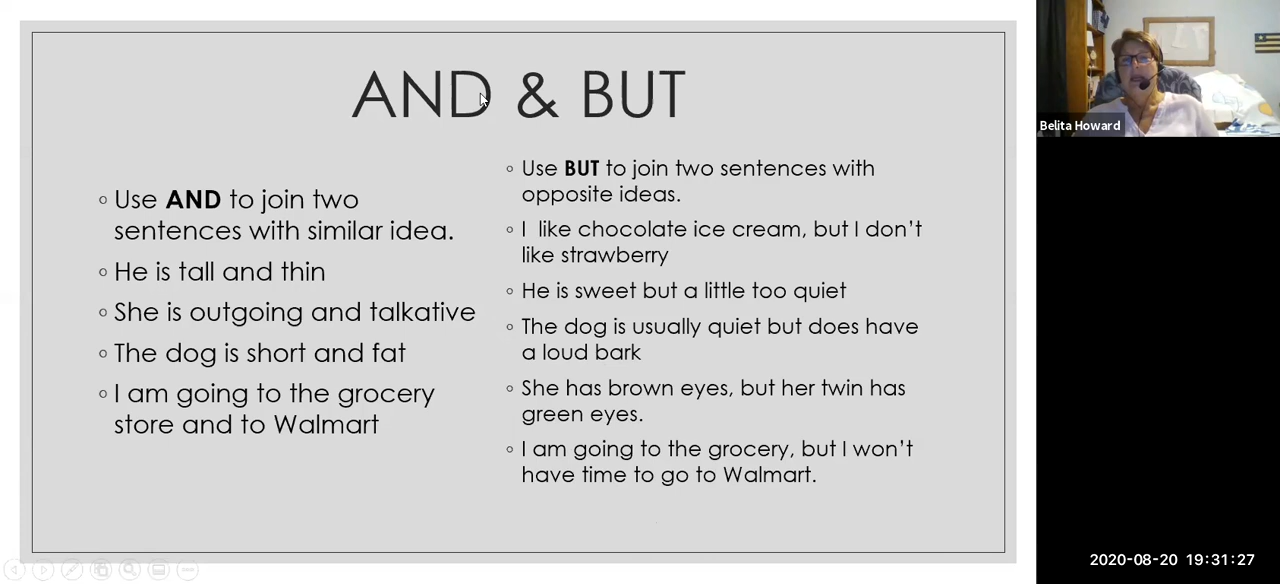 AND & BUT
◦ Use AND to join two
sentences with similar idea.
◦ He is tall and thin
◦ She is outgoing and talkative
◦ The dog is short and fat
◦ I am going to the grocery
store and to Walmart
◦ Use BUT to join two sentences with
opposite ideas.
◦ I  like chocolate ice cream, but I don’t
like strawberry
◦ He is sweet but a little too quiet
◦ The dog is usually quiet but does have
a loud bark
◦ She has brown eyes, but her twin has
green eyes.
◦ I am going to the grocery, but I won’t
have time to go to Walmart.
Belita Howard
2020-08-20 19:31:27